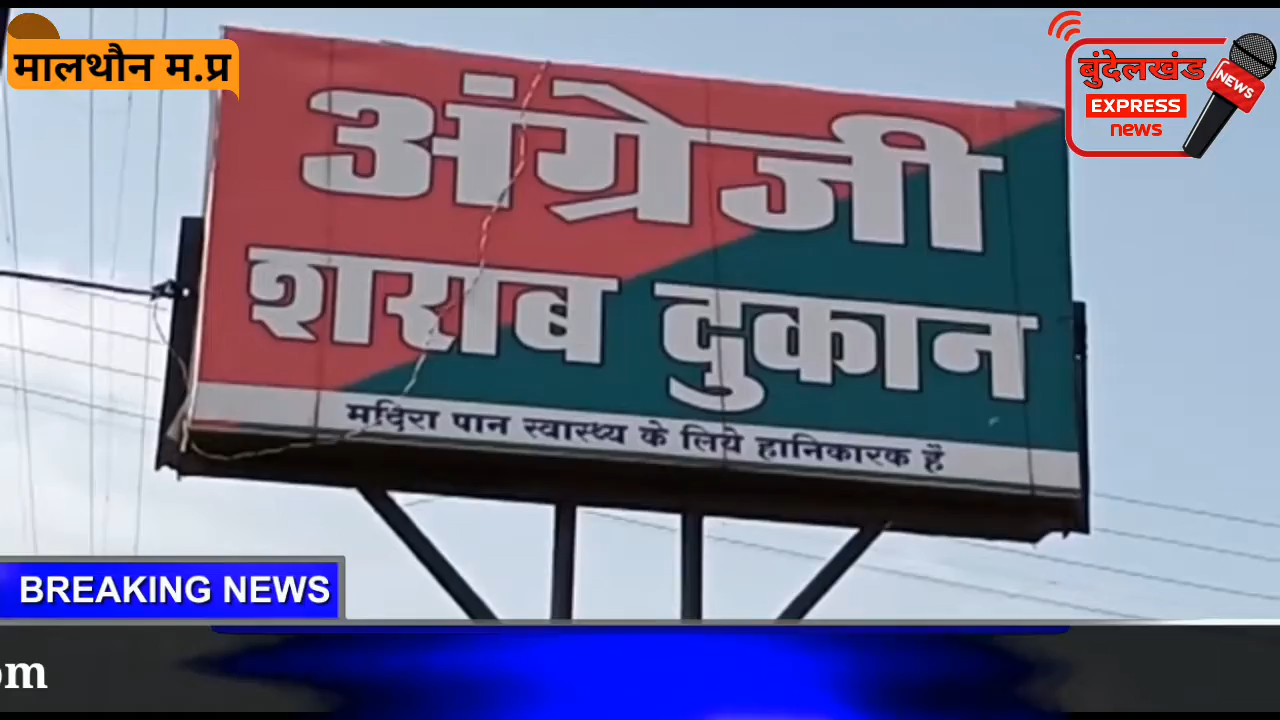 मालथौन म.प्र
बुंदेलखंड
EXPRESS
news
NEWS
अंग्रेजी
शराब दुकान
मदिरा पान स्वास्थ्य के लिये हानिकारक है
BREAKING NEWS
om